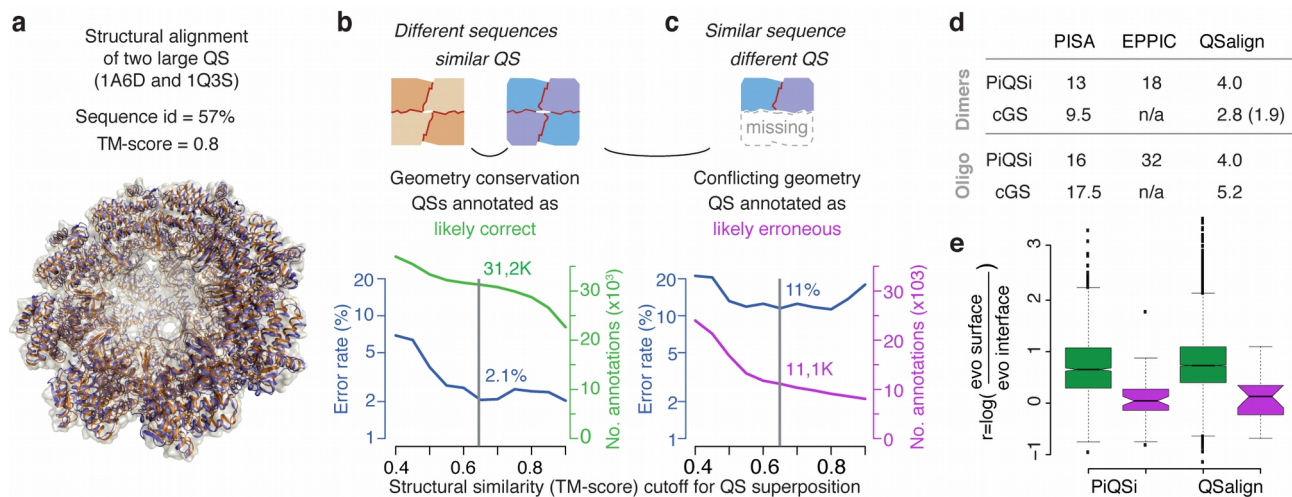 a
Structural alignment
of two large QS
(1A6D and 1Q3S)
Sequence id = 57%
TM-score = 0.8
b
Different sequences
similar QS
Geometry conservation
QSs annotated as
likely correct
Error rate (%)
20
10
5
2
1
31,2K
2.1%
No. annotations (x10³)
30
20
10
0
0.4 0.6 0.8
c
Similar sequence
different QS
missing
Conflicting geometry
QS annotated as
likely erroneous
Error rate (%)
20
10
5
2
1
11%
11,1K
No. annotations (x103)
30
20
10
0
0.4 0.6 0.8
Structural similarity (TM-score) cutoff for QS superposition
d
PISA EPPIC QSalign
Dimers
PiQSi 13 18 4.0
cGS 9.5 n/a 2.8 (1.9)
Oligo
PiQSi 16 32 4.0
cGS 17.5 n/a 5.2
e
r=log( evo surface / evo interface )
3
2
1
0
−1
PiQSi QSalign